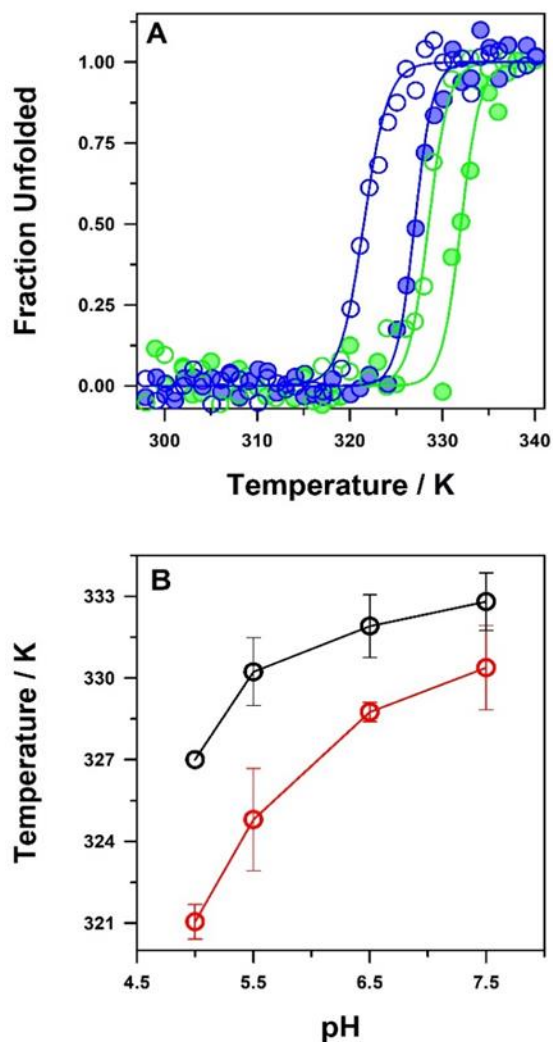 A
1.00
0.75
0.50
0.25
0.00
Fraction Unfolded
300 310 320 330 340
Temperature / K
B
333
330
327
324
321
Temperature / K
4.5 5.5 6.5 7.5
pH